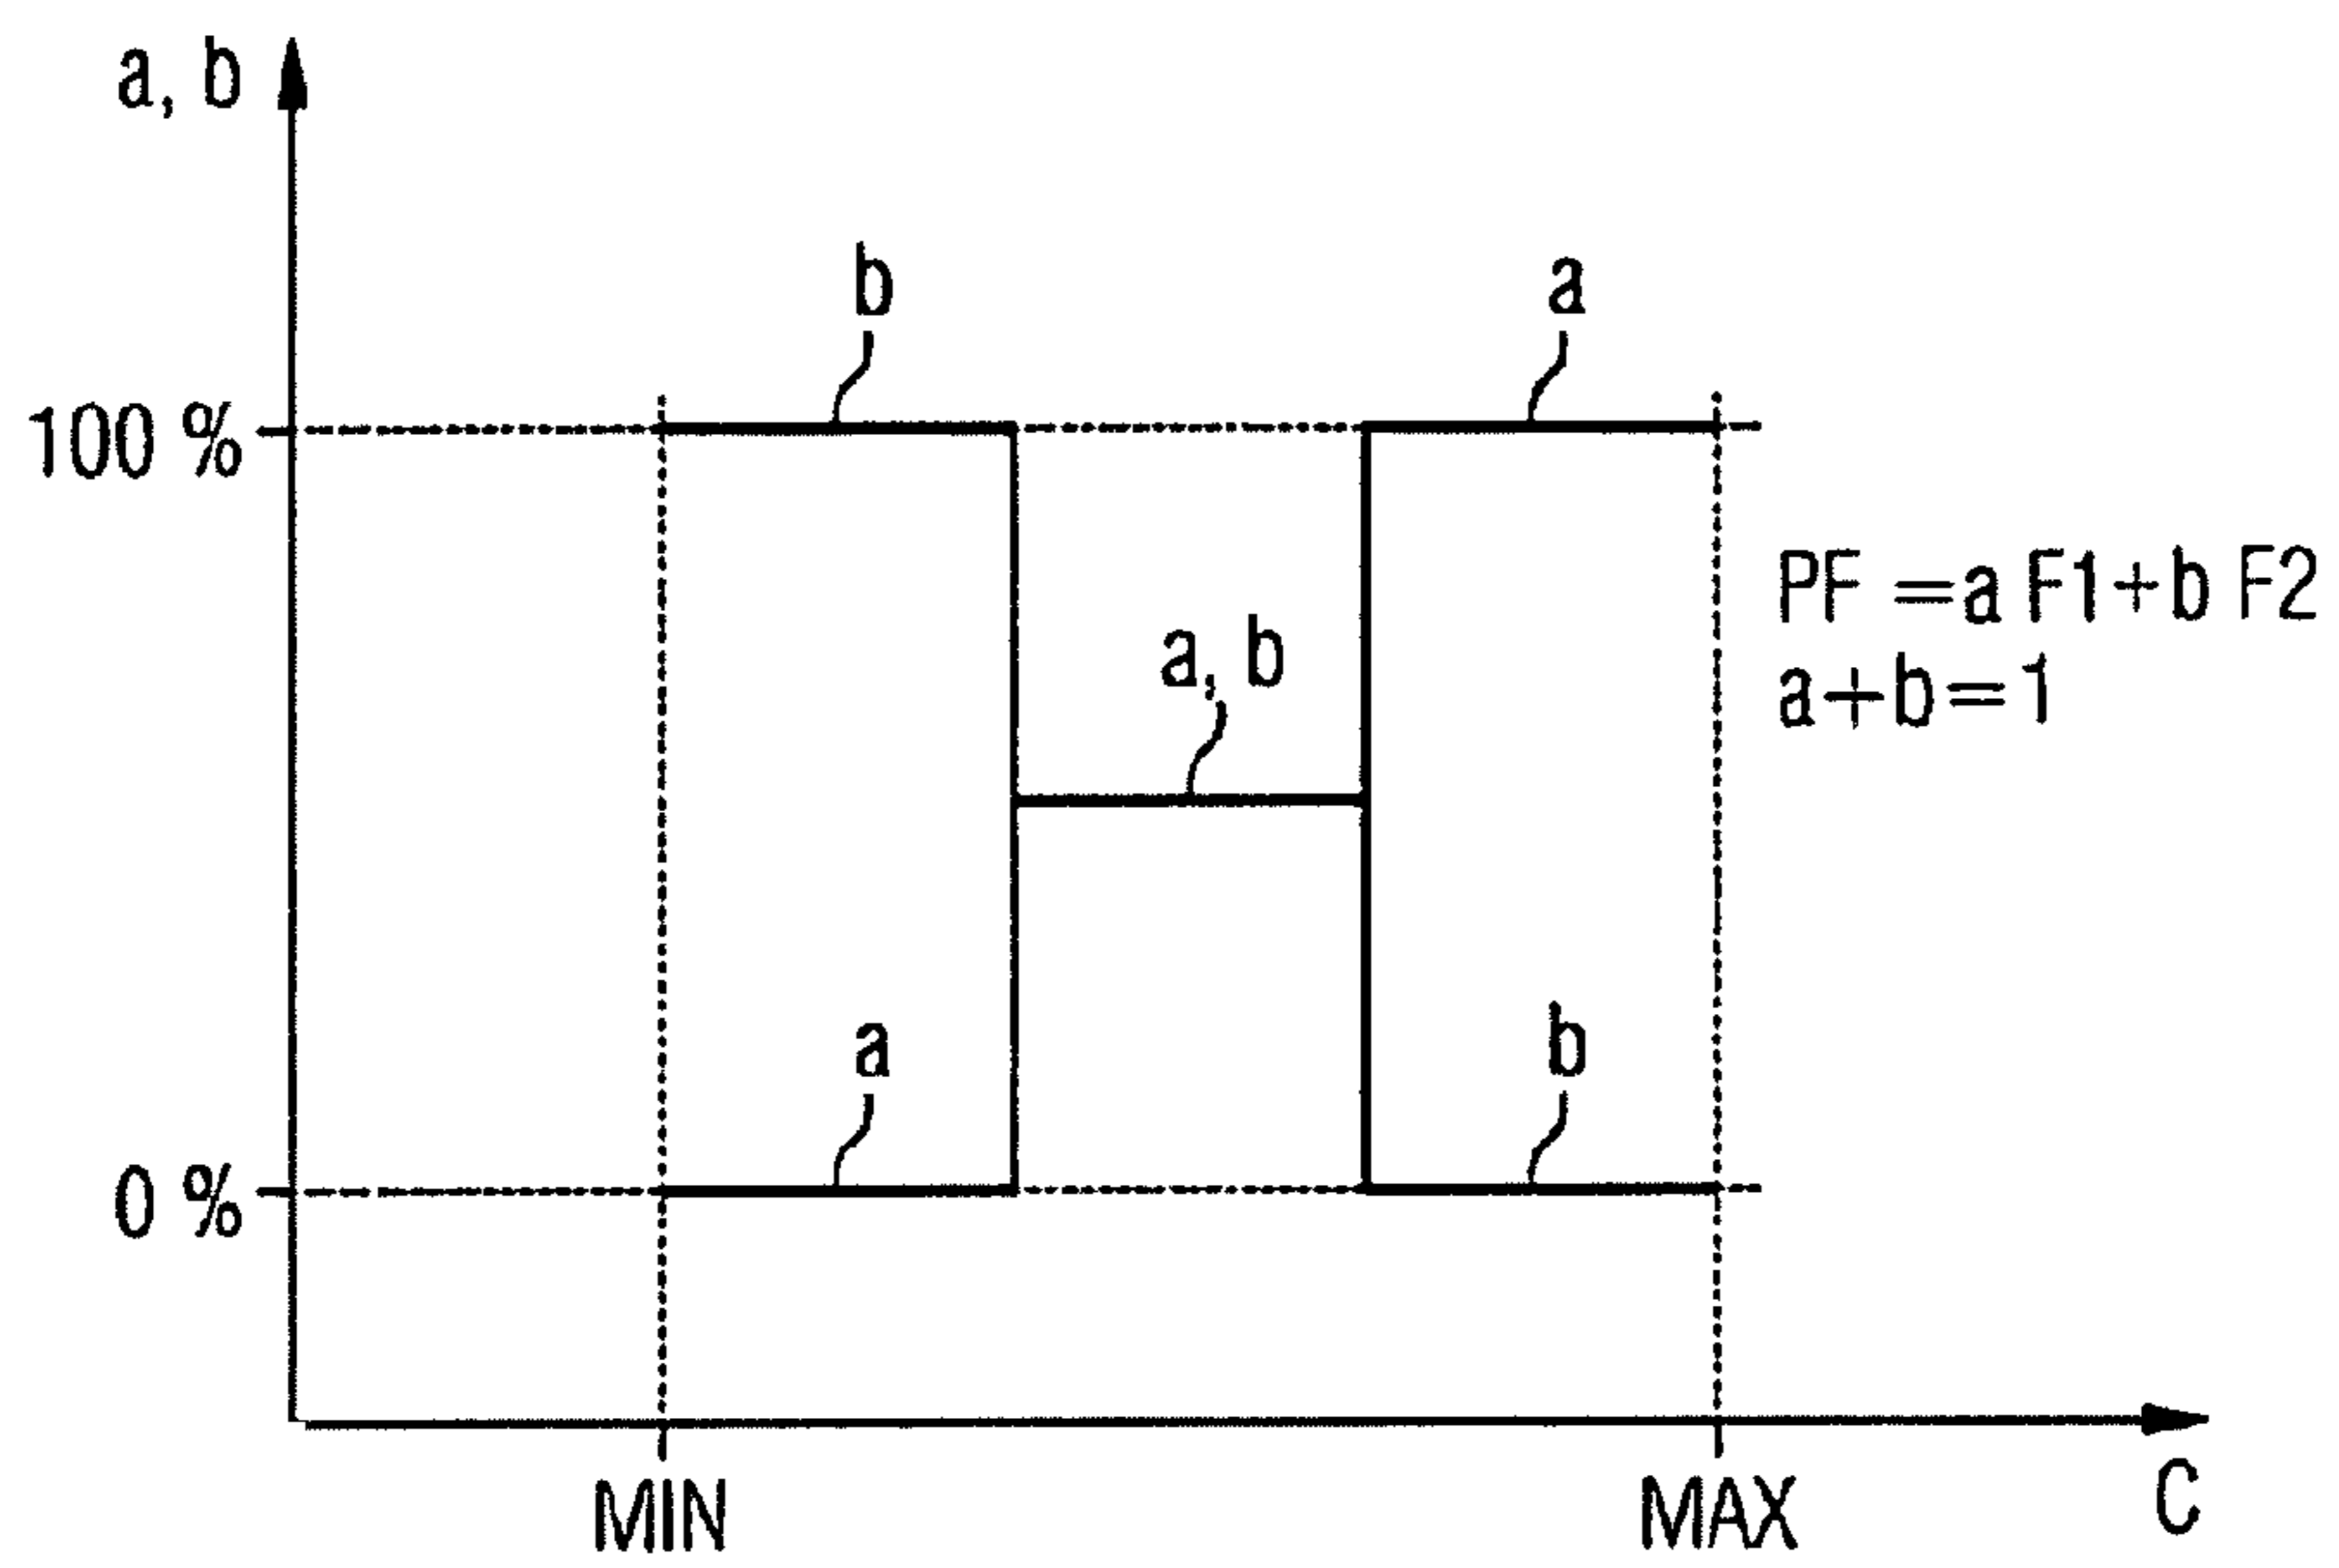 a, b
b
a
100 %
PF = a F1 + b F2
a + b = 1
a, b
a
b
0 %
MIN
MAX
C